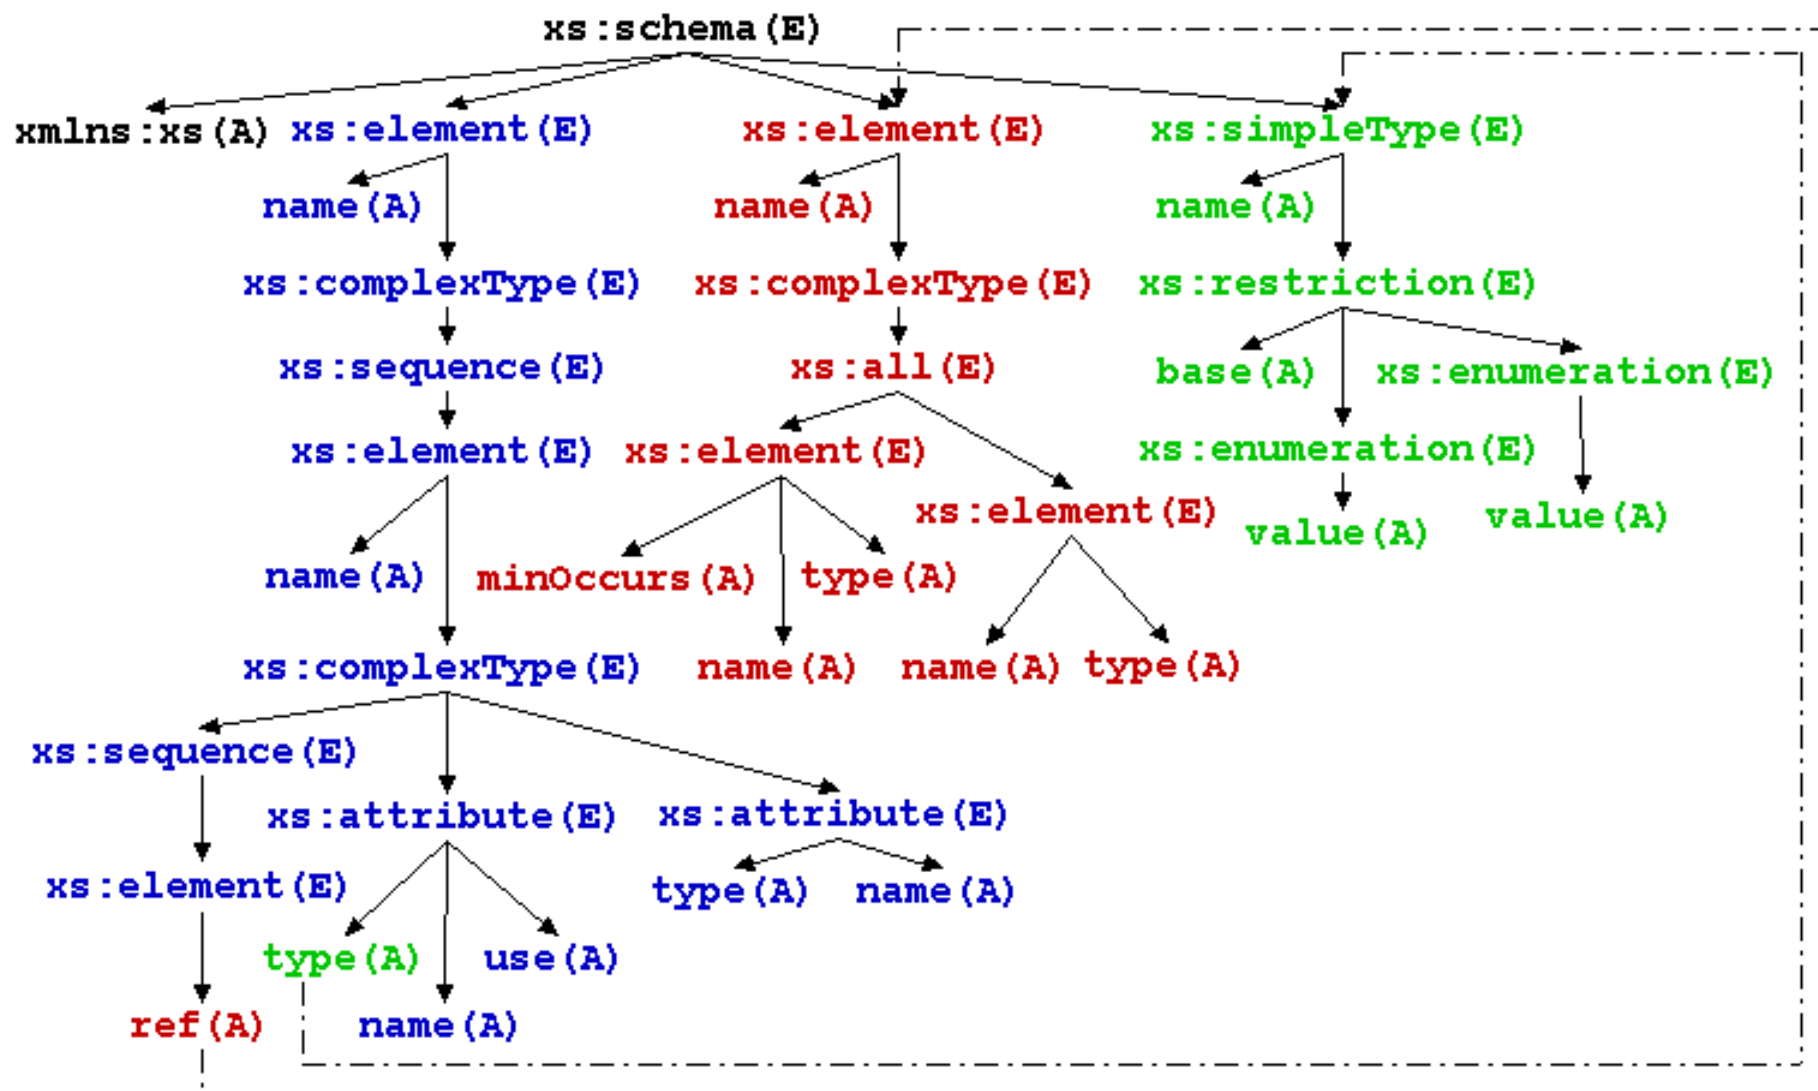 xs:schema(E)
xmlns:xs(A) xs:element(E) xs:element(E) xs:simpleType(E)
name(A) name(A) name(A)
xs:complexType(E) xs:complexType(E) xs:restriction(E)
xs:sequence(E) xs:all(E) base(A) xs:enumeration(E)
xs:element(E) xs:element(E) xs:enumeration(E)
xs:element(E) value(A) value(A)
name(A) minOccurs(A) type(A)
xs:complexType(E) name(A) name(A) type(A)
xs:sequence(E)
xs:attribute(E) xs:attribute(E)
xs:element(E) type(A) name(A)
type(A) use(A)
ref(A) name(A)